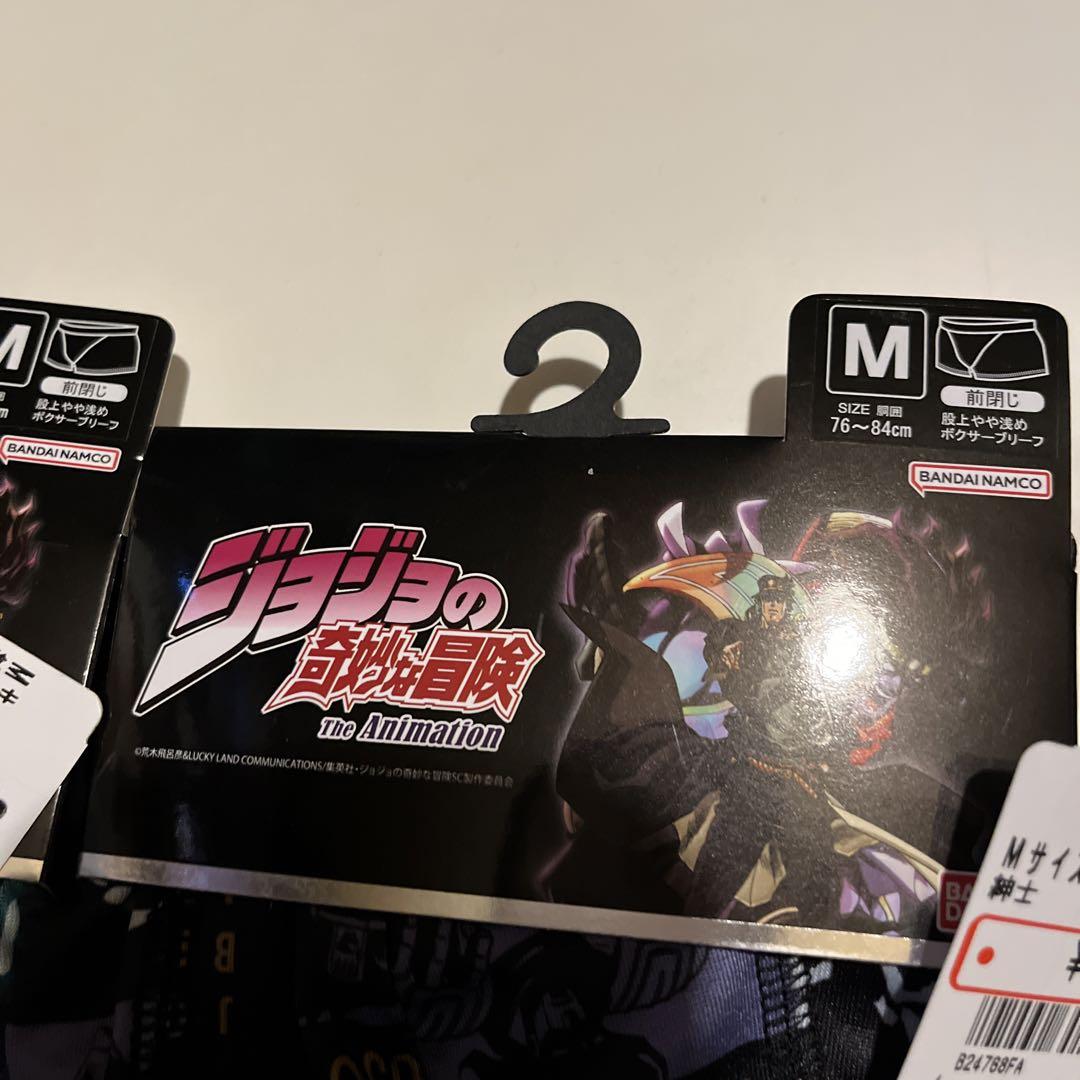 M
前閉じ
股上やや浅め
ボクサーブリーフ
BANDAI NAMCO
M
SIZE 胴囲
76～84cm
前閉じ
股上やや浅め
ボクサーブリーフ
BANDAI NAMCO
ジョジョの
奇妙な冒険
The Animation
©荒木飛呂彦&LUCKY LAND COMMUNICATIONS/集英社・ジョジョの奇妙な冒険SC製作委員会
Mサイズ
紳士
B24768FA